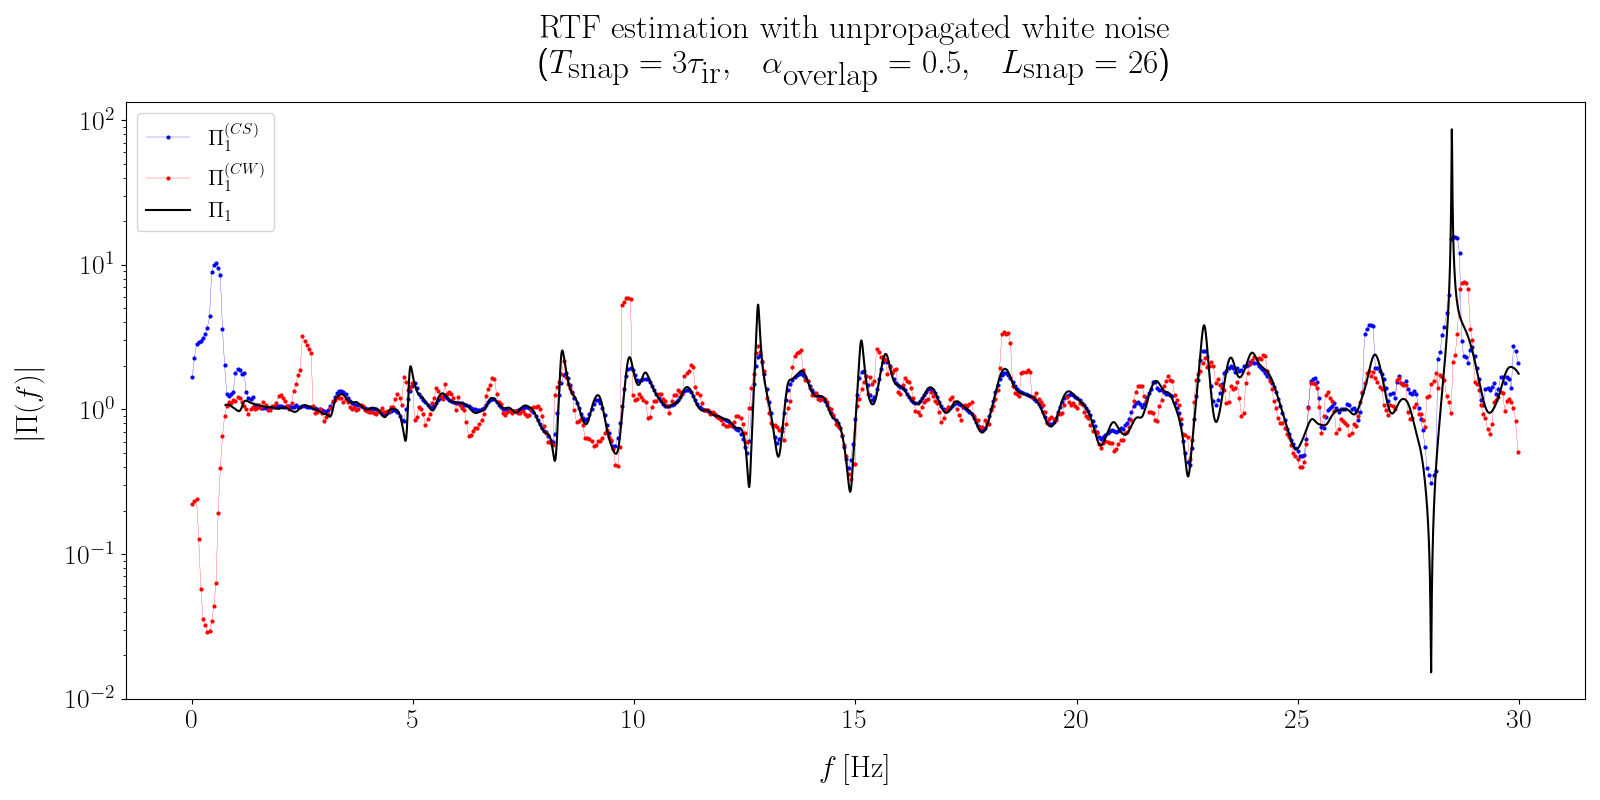 RTF estimation with unpropagated white noise
(T_snap = 3τ_ir, α_overlap = 0.5, L_snap = 26)
Π_1^(CS)
Π_1^(CW)
Π_1
|Π(f)|
10^2
10^1
10^0
10^−1
10^−2
0 5 10 15 20 25 30
f [Hz]